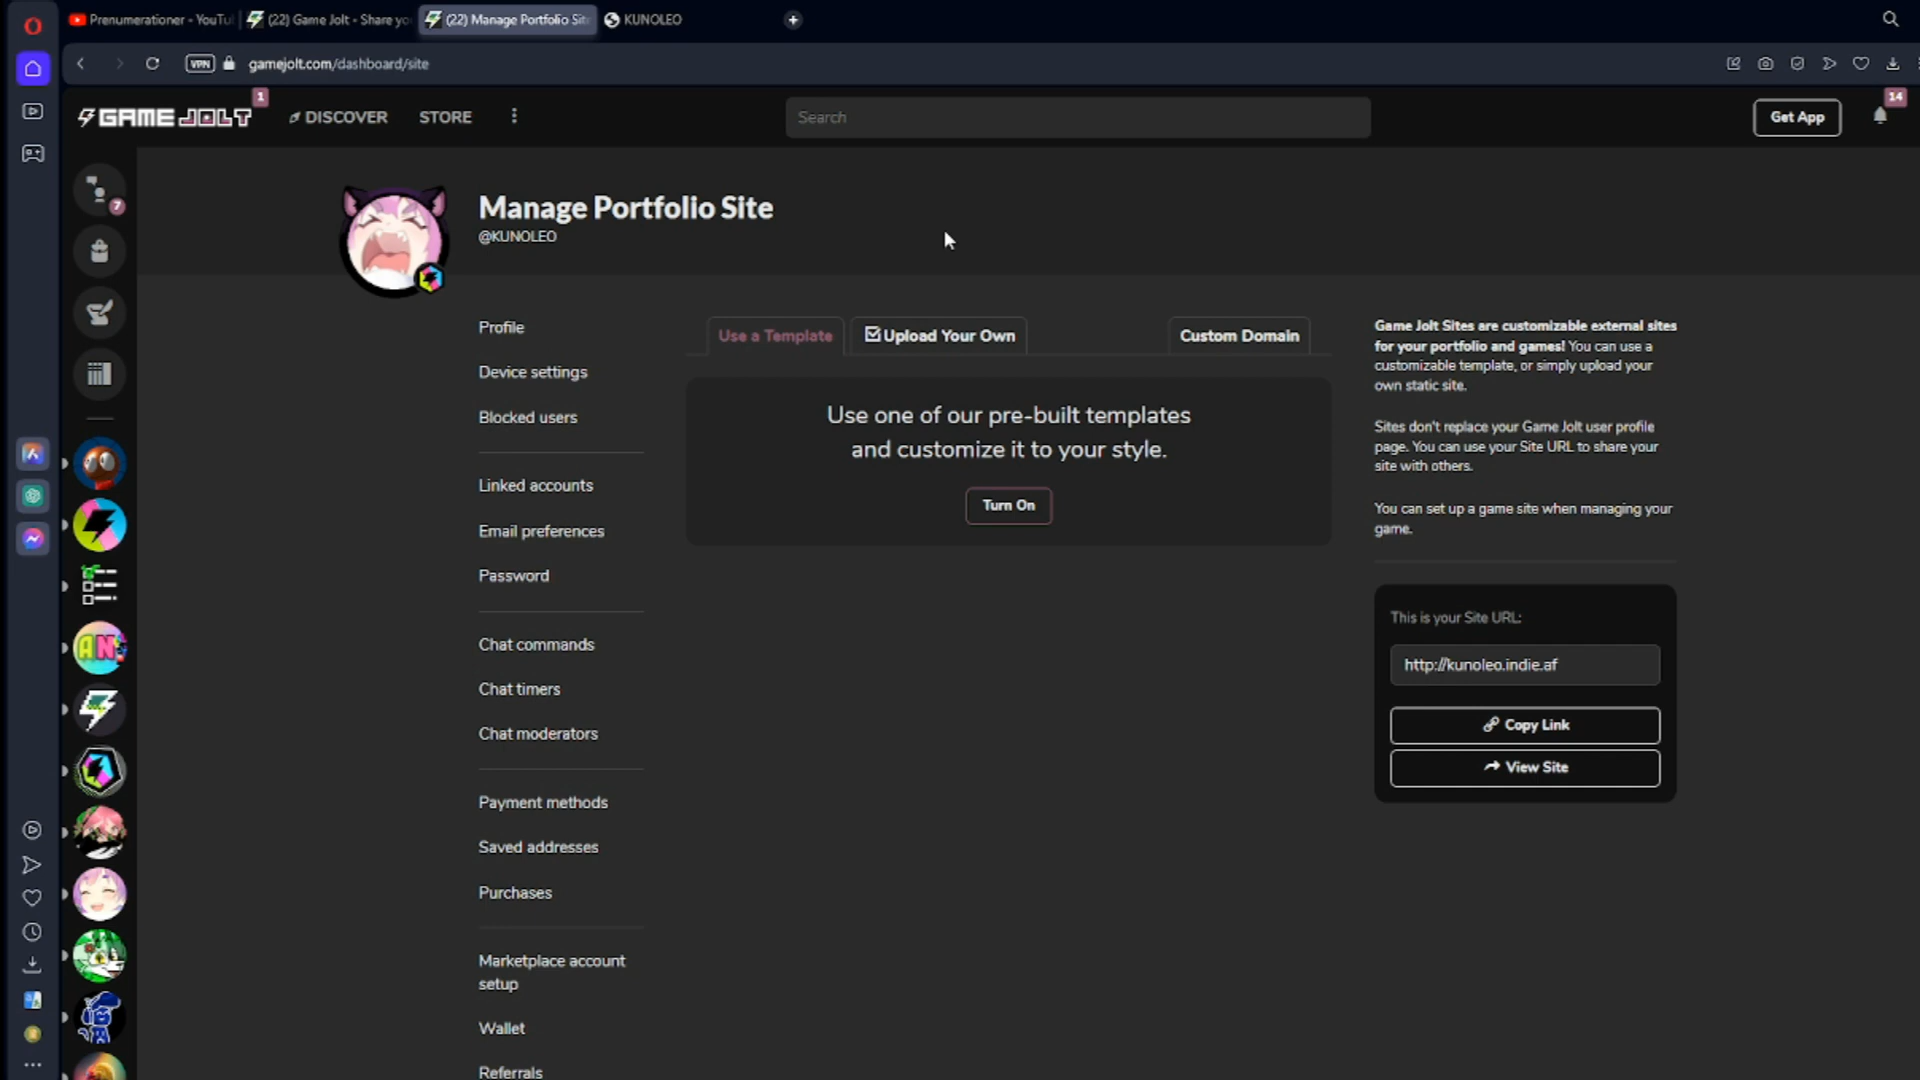 Prenumerationer - YouTu
(22) Game Jolt - Share yo
(22) Manage Portfolio Sit
KUNOLEO
VPN
gamejolt.com/dashboard/site
GAME JOLT
1
DISCOVER
STORE
Search
Get App
14
7
Manage Portfolio Site
@KUNOLEO
Profile
Device settings
Blocked users
Linked accounts
Email preferences
Password
Chat commands
Chat timers
Chat moderators
Payment methods
Saved addresses
Purchases
Marketplace account
setup
Wallet
Referrals
Use a Template
Upload Your Own
Custom Domain
Use one of our pre-built templates
and customize it to your style.
Turn On
Game Jolt Sites are customizable external sites
for your portfolio and games! You can use a
customizable template, or simply upload your
own static site.
Sites don't replace your Game Jolt user profile
page. You can use your Site URL to share your
site with others.
You can set up a game site when managing your
game.
This is your Site URL:
http://kunoleo.indie.af
Copy Link
View Site
AN